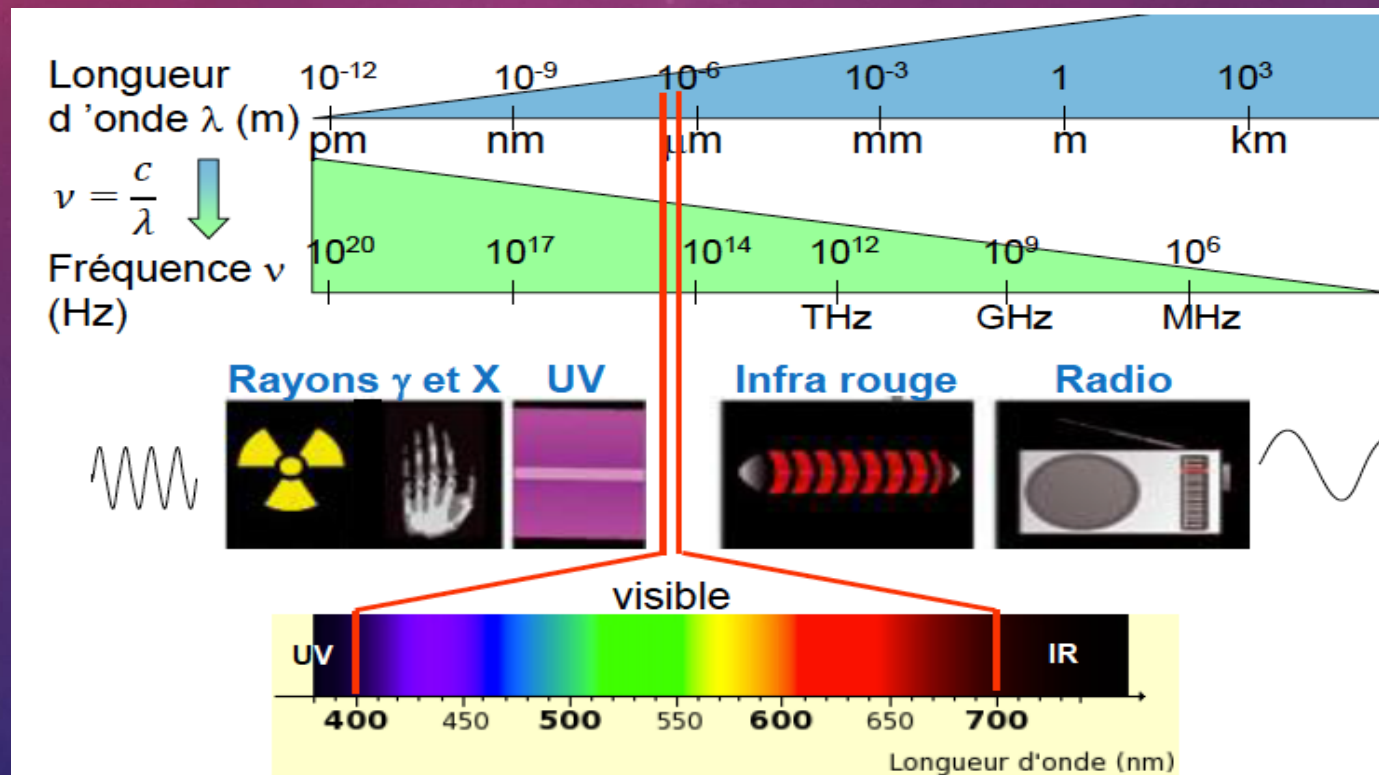 Longueur
d ’onde λ (m)
10⁻¹² 10⁻⁹ 10⁻⁶ 10⁻³ 1 10³
pm nm µm mm m km
ν = c/λ
Fréquence ν
(Hz)
10²⁰ 10¹⁷ 10¹⁴ 10¹² 10⁹ 10⁶
THz GHz MHz
Rayons γ et X UV Infra rouge Radio
visible
UV IR
400 450 500 550 600 650 700
Longueur d'onde (nm)